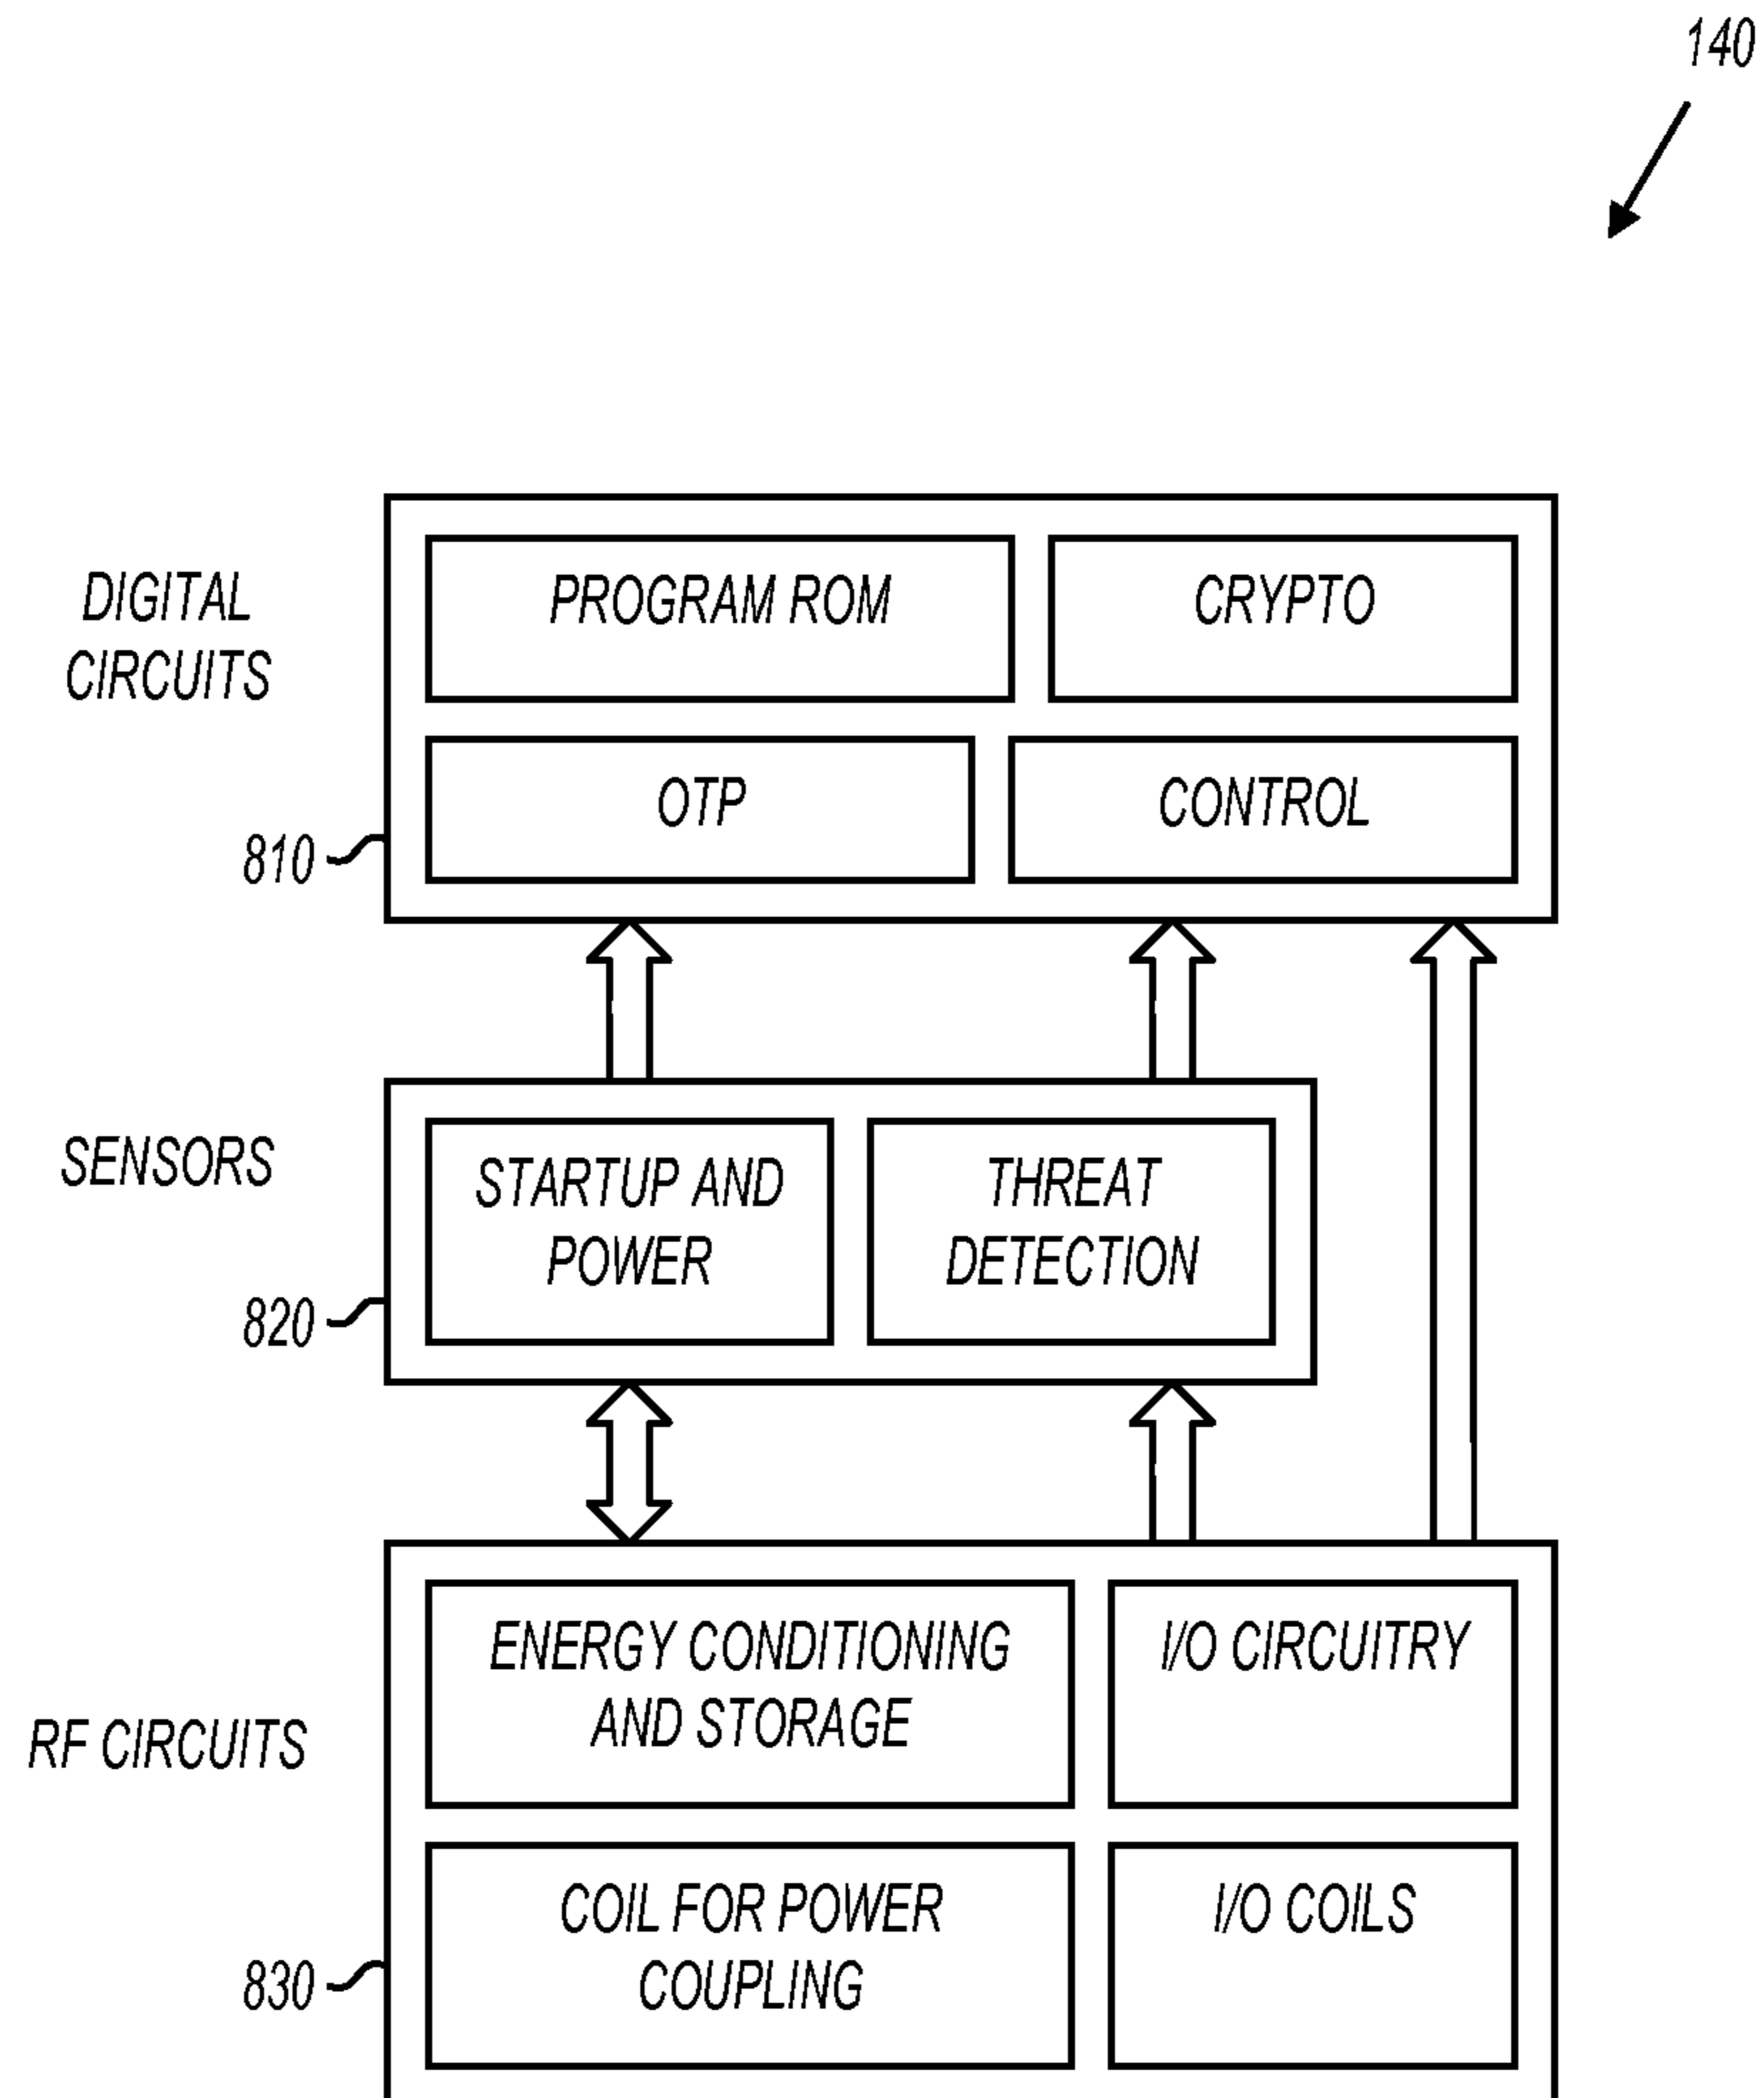 140
DIGITAL
CIRCUITS
PROGRAM ROM
CRYPTO
OTP
CONTROL
810
SENSORS
STARTUP AND
POWER
THREAT
DETECTION
820
RF CIRCUITS
ENERGY CONDITIONING
AND STORAGE
I/O CIRCUITRY
COIL FOR POWER
COUPLING
I/O COILS
830